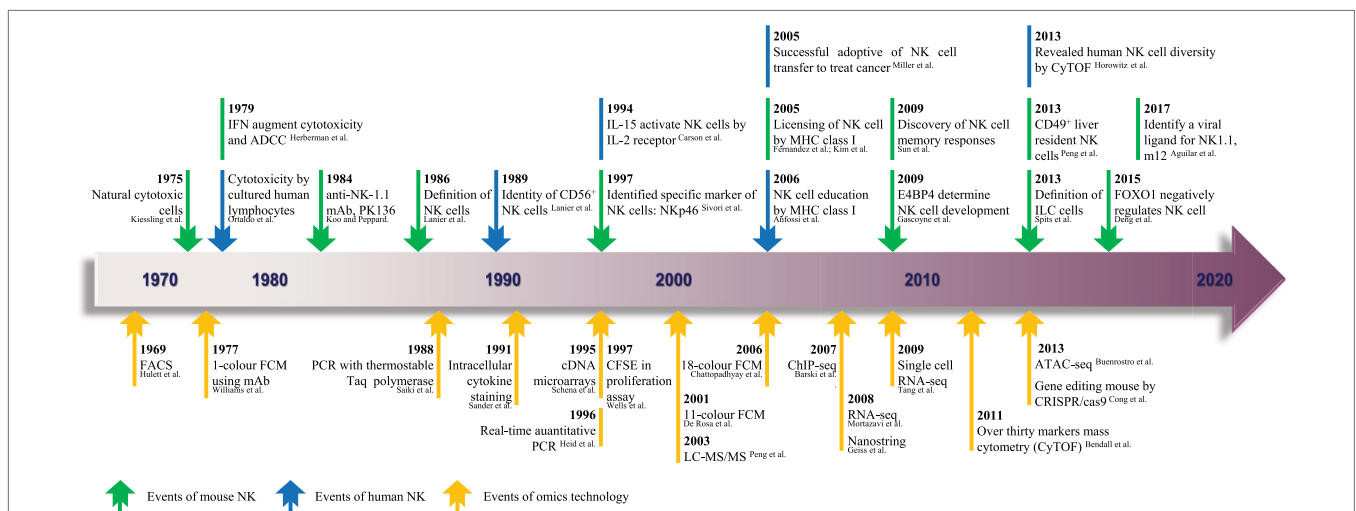 2005
Successful adoptive of NK cell
transfer to treat cancer Miller et al.
2013
Revealed human NK cell diversity
by CyTOF Horowitz et al.
1979
IFN augment cytotoxicity
and ADCC Herberman et al.
1994
IL-15 activate NK cells by
IL-2 receptor Carson et al.
2005
Licensing of NK cell
by MHC class I
Fernandez et al.; Kim et al.
2009
Discovery of NK cell
memory responses
Sun et al.
2013
CD49⁺ liver
resident NK
cells Peng et al.
2017
Identify a viral
ligand for NK1.1,
m12 Aguilar et al.
1975
Natural cytotoxic
cells
Kiessling et al.
Cytotoxicity by
cultured human
lymphocytes
Ortaldo et al.
1984
anti-NK-1.1
mAb, PK136
Koo and Peppard.
1986
Definition of
NK cells
Lanier et al.
1989
Identity of CD56⁺
NK cells Lanier et al.
1997
Identified specific marker of
NK cells: NKp46 Sivori et al.
2006
NK cell education
by MHC class I
Anfossi et al.
2009
E4BP4 determine
NK cell development
Gascoyne et al.
2013
Definition of
ILC cells
Spits et al.
2015
FOXO1 negatively
regulates NK cell
Deng et al.
1970 1980 1990 2000 2010 2020
1969
FACS
Hulett et al.
1977
1-colour FCM
using mAb
Williams et al.
1988
PCR with thermostable
Taq polymerase
Saiki et al.
1991
Intracellular
cytokine
staining
Sander et al.
1995
cDNA
microarrays
Schena et al.
1996
Real-time auantitative
PCR Heid et al.
1997
CFSE in
proliferation
assay
Wells et al.
2006
18-colour FCM
Chattopadhyay et al.
2001
11-colour FCM
De Rosa et al.
2003
LC-MS/MS Peng et al.
2007
ChIP-seq
Barski et al.
.
2008
RNA-seq
Mortazavi et al.
Nanostring
Geiss et al.
2009
Single cell
RNA-seq
Tang et al.
2011
Over thirty markers mass
cytometry (CyTOF) Bendall et al.
2013
ATAC-seq Buenrostro et al.
Gene editing mouse by
CRISPR/cas9 Cong et al.
Events of mouse NK
Events of human NK
Events of omics technology